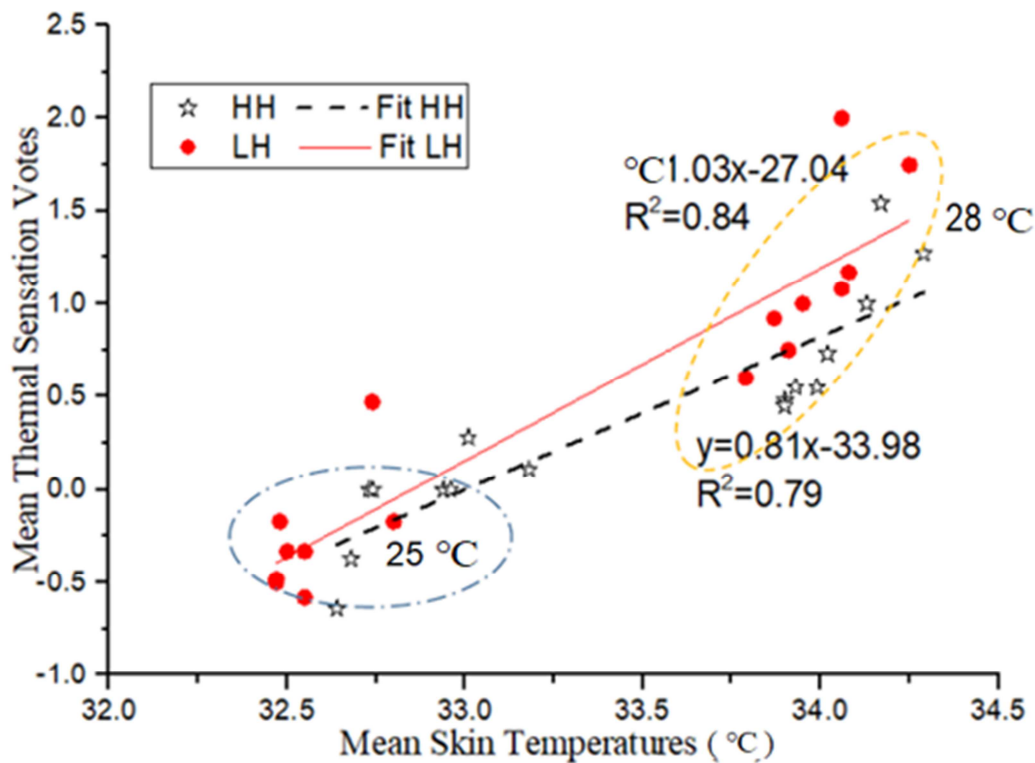 2.5
2.0
1.5
1.0
0.5
0.0
-0.5
-1.0
Mean Thermal Sensation Votes
HH Fit HH
LH Fit LH
°C1.03x-27.04
R²=0.84
28 °C
y=0.81x-33.98
R²=0.79
25 °C
32.0 32.5 33.0 33.5 34.0 34.5
Mean Skin Temperatures (°C)